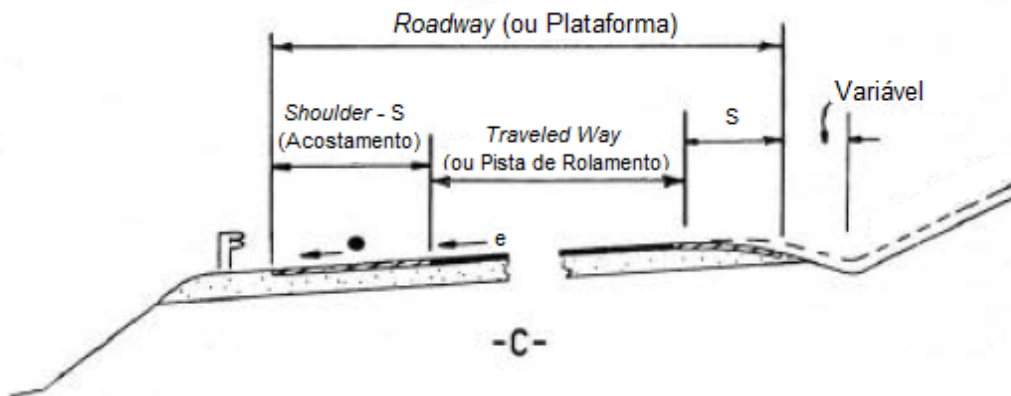 Roadway (ou Plataforma)
Shoulder - S
(Acostamento)
Traveled Way
(ou Pista de Rolamento)
S
Variável
e
-C-